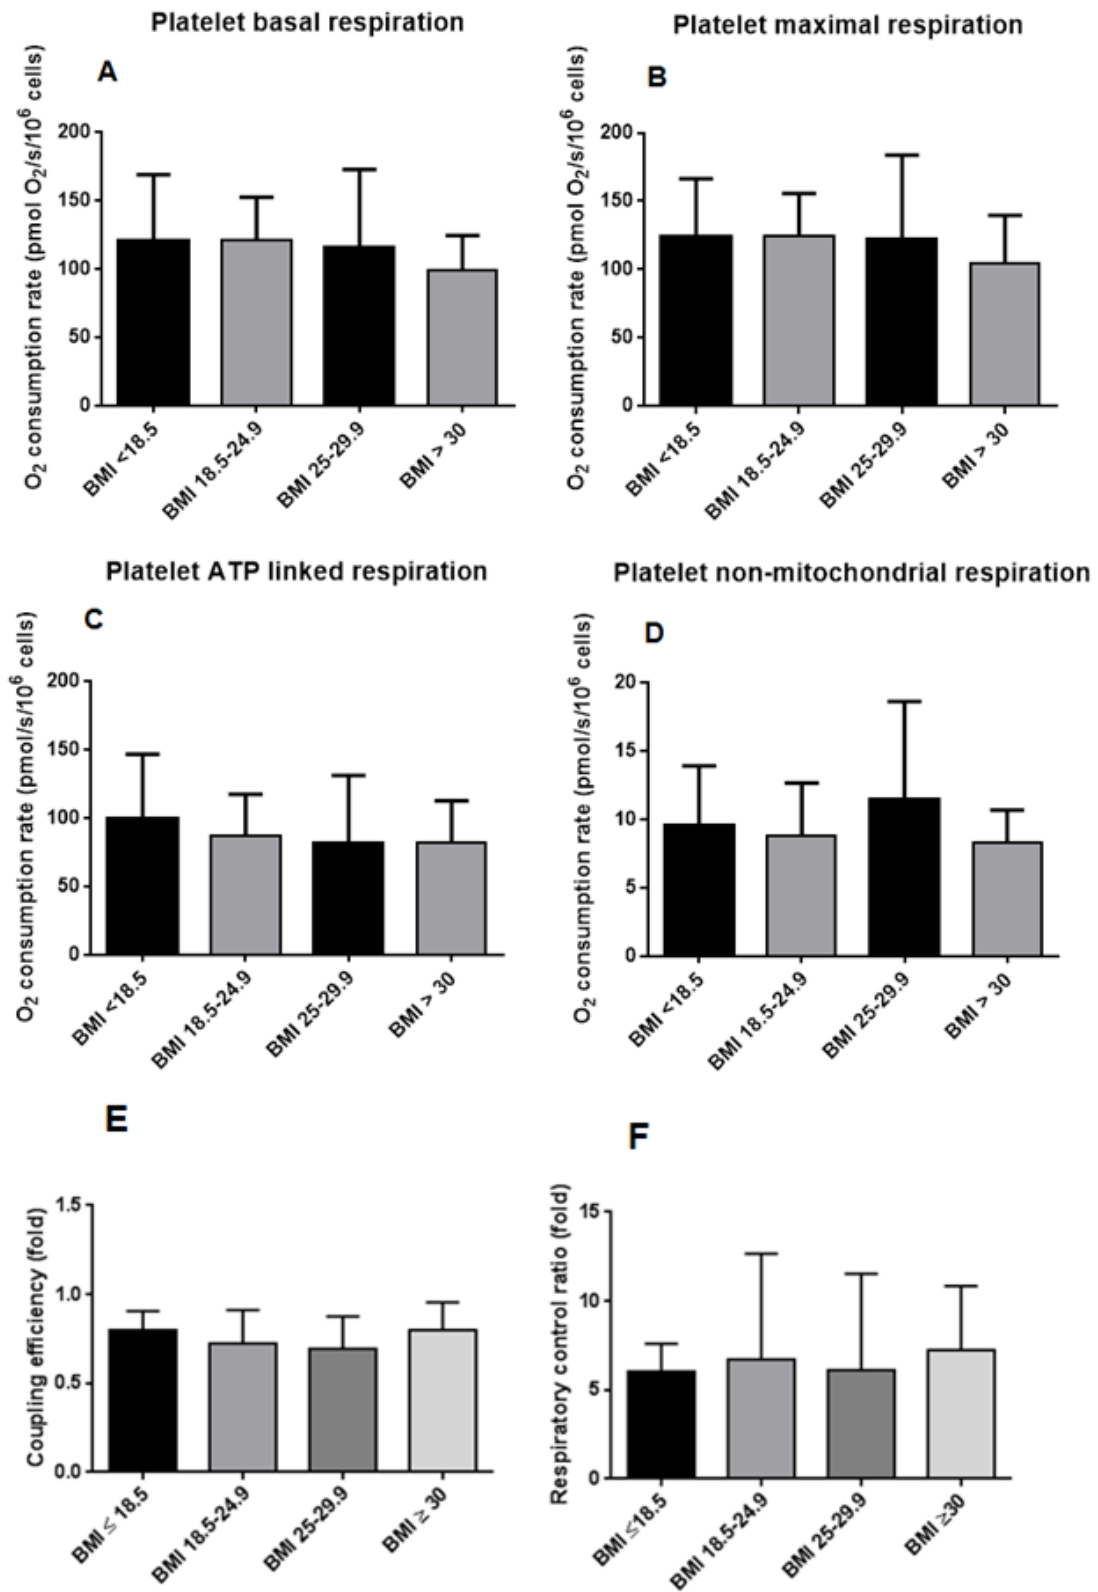 Platelet basal respiration
A
O₂ consumption rate (pmol O₂/s/10⁶ cells)
200
150
100
50
0
BMI <18.5
BMI 18.5-24.9
BMI 25-29.9
BMI > 30
Platelet maximal respiration
B
O₂ consumption rate (pmol O₂/s/10⁶ cells)
200
150
100
50
0
BMI <18.5
BMI 18.5-24.9
BMI 25-29.9
BMI > 30
Platelet ATP linked respiration
C
O₂ consumption rate (pmol/s/10⁶ cells)
200
150
100
50
0
BMI <18.5
BMI 18.5-24.9
BMI 25-29.9
BMI > 30
Platelet non-mitochondrial respiration
D
O₂ consumption rate (pmol/s/10⁶ cells)
20
15
10
5
0
BMI <18.5
BMI 18.5-24.9
BMI 25-29.9
BMI > 30
E
Coupling efficiency (fold)
1.5
1.0
0.5
0.0
BMI ≤ 18.5
BMI 18.5-24.9
BMI 25-29.9
BMI ≥ 30
F
Respiratory control ratio (fold)
15
10
5
0
BMI ≤18.5
BMI 18.5-24.9
BMI 25-29.9
BMI ≥30